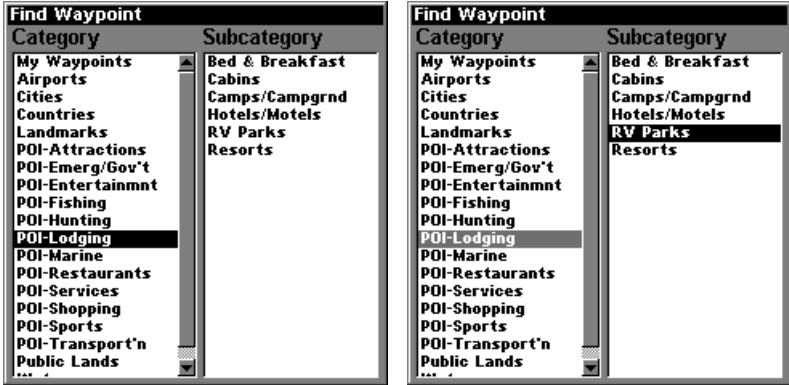 Find Waypoint
Category Subcategory
My Waypoints
Airports
Cities
Countries
Landmarks
POI-Attractions
POI-Emerg/Gov't
POI-Entertainmnt
POI-Fishing
POI-Hunting
POI-Lodging
POI-Marine
POI-Restaurants
POI-Services
POI-Shopping
POI-Sports
POI-Transport'n
Public Lands
Bed & Breakfast
Cabins
Camps/Campgrnd
Hotels/Motels
RV Parks
Resorts
Find Waypoint
Category Subcategory
My Waypoints
Airports
Cities
Countries
Landmarks
POI-Attractions
POI-Emerg/Gov't
POI-Entertainmnt
POI-Fishing
POI-Hunting
POI-Lodging
POI-Marine
POI-Restaurants
POI-Services
POI-Shopping
POI-Sports
POI-Transport'n
Public Lands
Bed & Breakfast
Cabins
Camps/Campgrnd
Hotels/Motels
RV Parks
Resorts